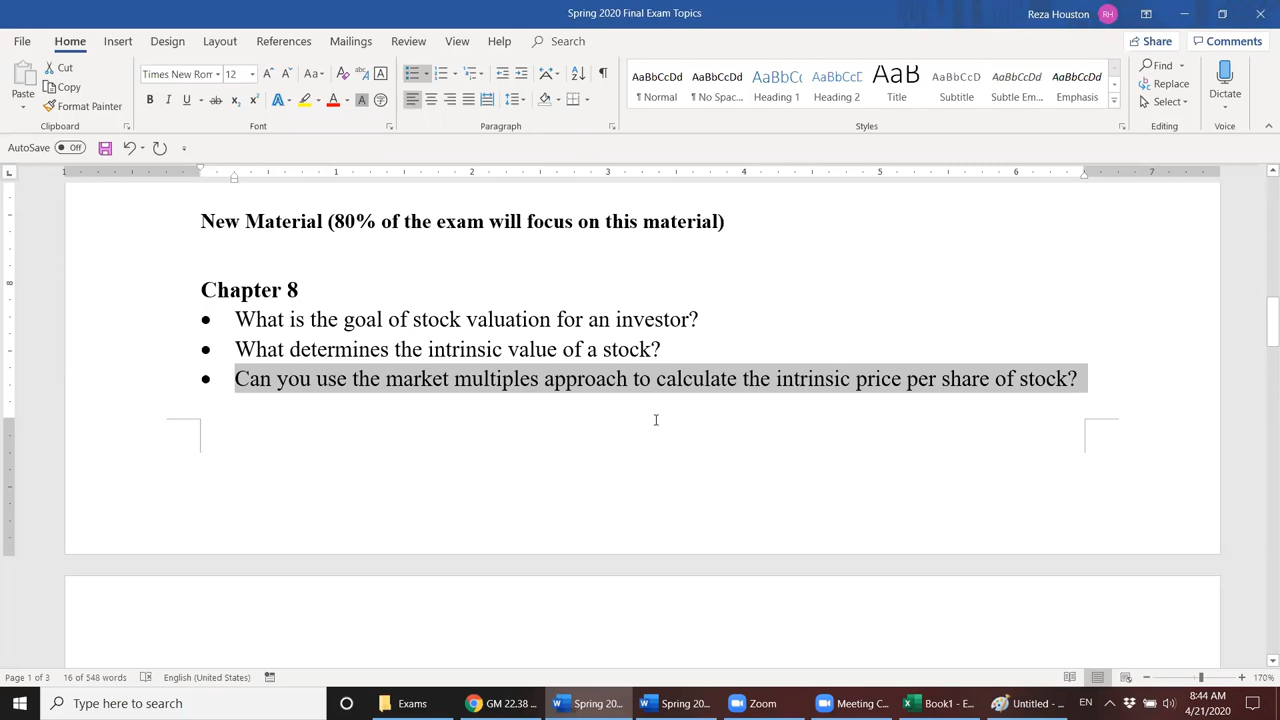 Spring 2020 Final Exam Topics
Reza Houston RH
File Home Insert Design Layout References Mailings Review View Help Search
Share Comments
Cut
Copy
Paste
Format Painter
Clipboard
Times New Rom 12
Font
Paragraph
AaBbCcDd AaBbCcDd AaBbCc AaBbCcD AaB AaBbCcD AaBbCcDd AaBbCcDd
¶ Normal ¶ No Spac... Heading 1 Heading 2 Title Subtitle Subtle Em... Emphasis
Styles
Find
Replace
Select
Editing
Dictate
Voice
AutoSave Off
New Material (80% of the exam will focus on this material)
Chapter 8
• What is the goal of stock valuation for an investor?
• What determines the intrinsic value of a stock?
• Can you use the market multiples approach to calculate the intrinsic price per share of stock?
Page 1 of 3 16 of 548 words English (United States) 170%
Type here to search
Exams
GM 22.38 ...
Spring 20...
Spring 20...
Zoom
Meeting C...
Book1 - E...
Untitled - ...
EN
8:44 AM
4/21/2020